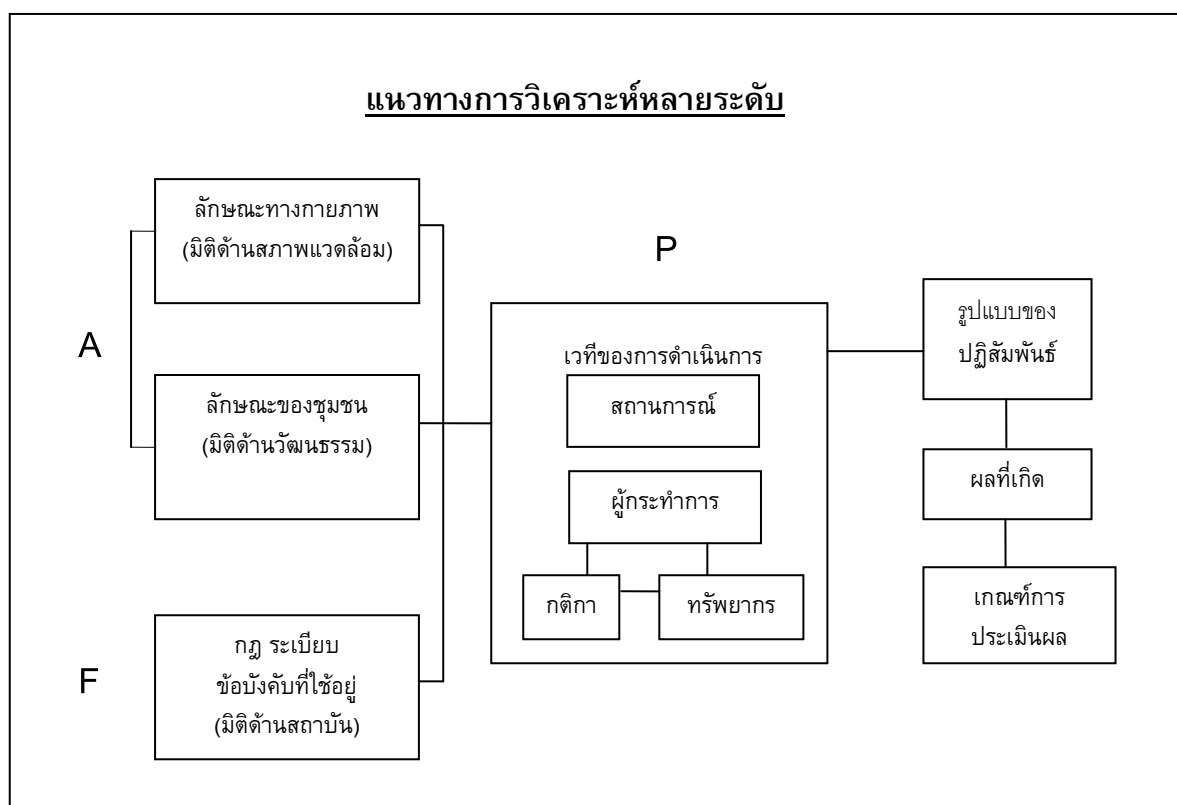 แนวทางการวิเคราะห์หลายระดับ
ลักษณะทางกายภาพ
(มิติด้านสภาพแวดล้อม)
A
ลักษณะของชุมชน
(มิติด้านวัฒนธรรม)
F
กฎ ระเบียบ
ข้อบังคับที่ใช้อยู่
(มิติด้านสถาบัน)
P
เวทีของการดำเนินการ
สถานการณ์
ผู้กระทำการ
กติกา
ทรัพยากร
รูปแบบของ
ปฏิสัมพันธ์
ผลที่เกิด
เกณฑ์การ
ประเมินผล